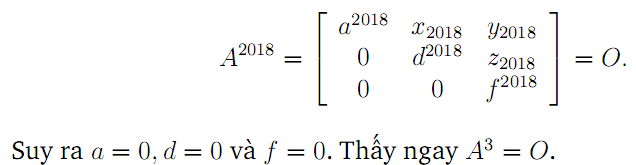 A^{2018} = \begin{bmatrix} a^{2018} & x_{2018} & y_{2018} \\ 0 & d^{2018} & z_{2018} \\ 0 & 0 & f^{2018} \end{bmatrix} = O.
Suy ra a = 0, d = 0 và f = 0. Thấy ngay A^3 = O.